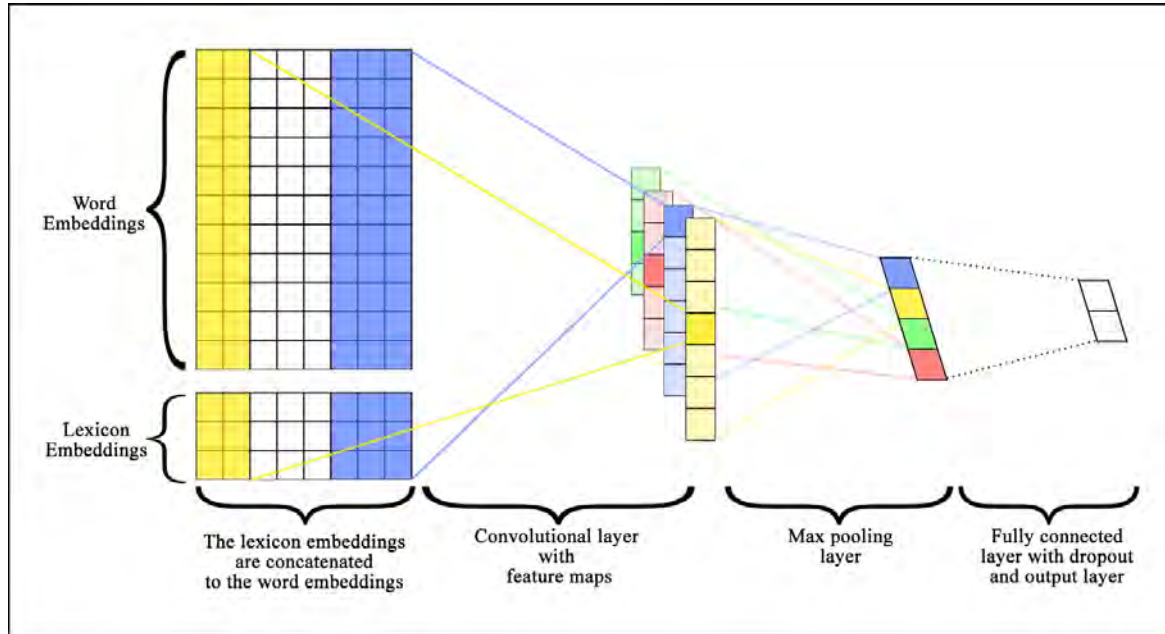 Word
Embeddings
Lexicon
Embeddings
The lexicon embeddings
are concatenated
to the word embeddings
Convolutional layer
with
feature maps
Max pooling
layer
Fully connected
layer with dropout
and output layer